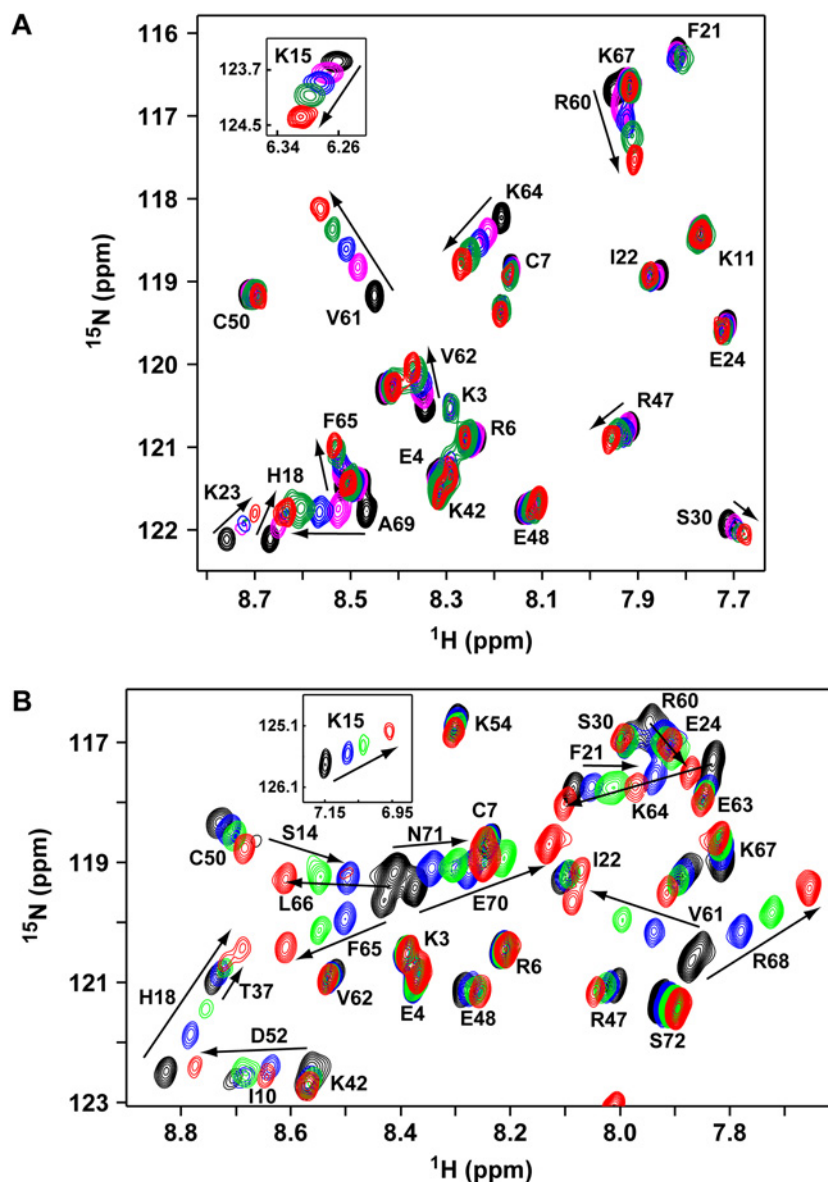 A
116
117
118
119
120
121
122
¹⁵N (ppm)
8.7
8.5
8.3
8.1
7.9
7.7
¹H (ppm)
K15
123.7
124.5
6.34
6.26
F21
K67
R60
K64
C7
I22
K11
C50
V61
E24
V62
K3
R47
F65
R6
E4
H18
K23
K42
A69
E48
S30
B
117
119
121
123
¹⁵N (ppm)
8.8
8.6
8.4
8.2
8.0
7.8
¹H (ppm)
K15
125.1
126.1
7.15
6.95
R60
S30
E24
K54
F21
K64
E63
C7
N71
S14
C50
K67
I22
L66
E70
V61
F65
K3
R68
H18
T37
R6
V62
E4
E48
R47
D52
S72
K42
I10